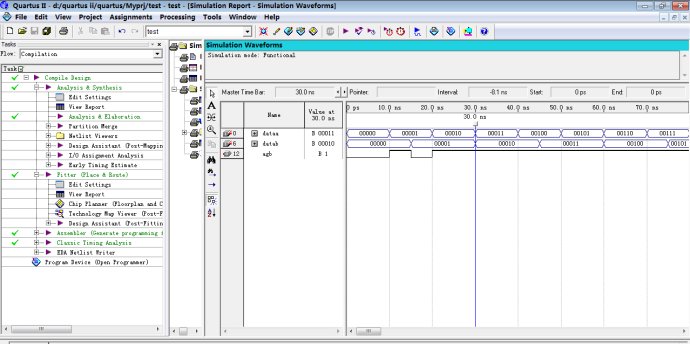 Quartus II - d:/quartus ii/quartus/Myprj/test - test - [Simulation Report - Simulation Waveforms]
File Edit View Project Assignments Processing Tools Window Help
test
Tasks
Flow: Compilation
Task
Compile Design
Analysis & Synthesis
Edit Settings
View Report
Analysis & Elaboration
Partition Merge
Netlist Viewers
Design Assistant (Post-Mapping
I/O Assignment Analysis
Early Timing Estimate
Fitter (Place & Route)
Edit Settings
View Report
Chip Planner (Floorplan and C
Technology Map Viewer (Post-F
Design Assistant (Post-Fittin
Assembler (Generate programming f
Classic Timing Analysis
EDA Netlist Writer
Program Device (Open Programmer)
Sim
Simulation Waveforms
Simulation mode: Functional
Master Time Bar: 30.0 ns Pointer: Interval: Start: 0 ps End: 0 ps
Name
Value at
30.0 ns
0 ps 10.0 ns 20.0 ns 30.0 ns 40.0 ns 50.0 ns 60.0 ns 70.0 ns
30.0 ns
0 dataa B 00011 00000 00001 00010 00011 00100 00101 00110 00111
6 datab B 00010 00000 00001 00010 00011 00100 00101
12 agb B 1